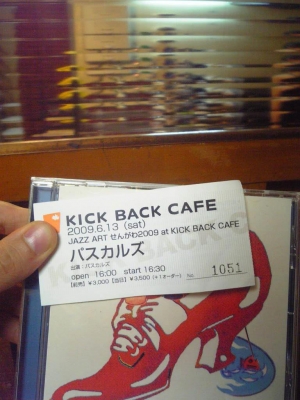 KICK BACK CAFE
2009.6.13 (sat)
JAZZ ART せんがわ2009 at KICK BACK CAFE
パスカルズ
出演：パスカルズ
open 16:00 start 16:30
【前売】¥3,000【当日】¥3,500 (+1オーダー)
No 1051